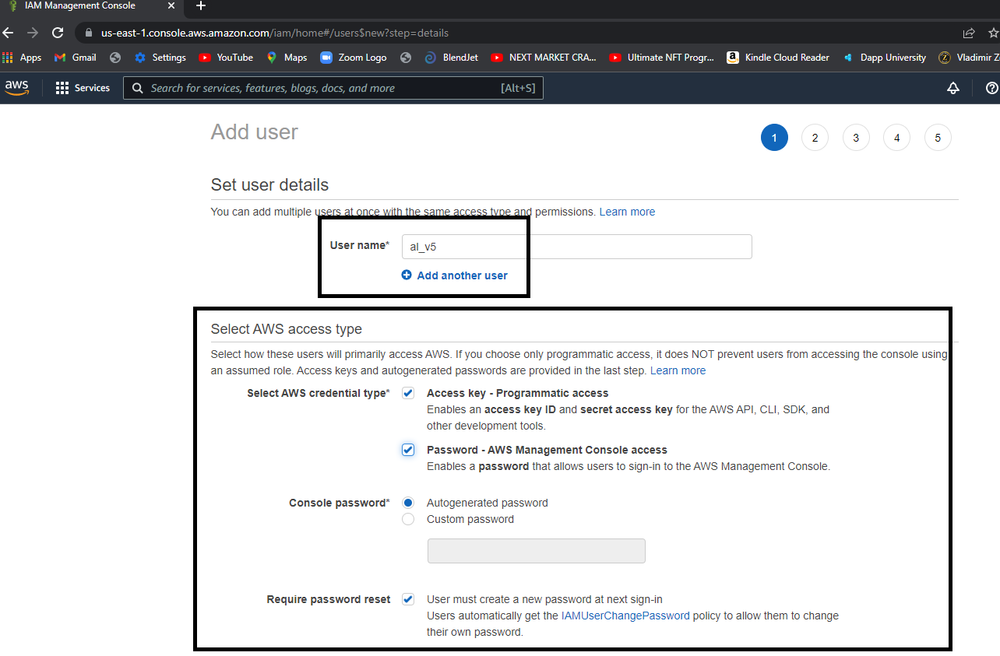 IAM Management Console
us-east-1.console.aws.amazon.com/iam/home#/users$new?step=details
Apps Gmail Settings YouTube Maps Zoom Logo BlendJet NEXT MARKET CRA... Ultimate NFT Progr... Kindle Cloud Reader Dapp University Vladimir
aws Services Search for services, features, blogs, docs, and more [Alt+S]
Add user
1 2 3 4 5
Set user details
You can add multiple users at once with the same access type and permissions. Learn more
User name* al_v5
Add another user
Select AWS access type
Select how these users will primarily access AWS. If you choose only programmatic access, it does NOT prevent users from accessing the console using
an assumed role. Access keys and autogenerated passwords are provided in the last step. Learn more
Select AWS credential type* Access key - Programmatic access
Enables an access key ID and secret access key for the AWS API, CLI, SDK, and
other development tools.
Password - AWS Management Console access
Enables a password that allows users to sign-in to the AWS Management Console.
Console password* Autogenerated password
Custom password
Require password reset User must create a new password at next sign-in
Users automatically get the IAMUserChangePassword policy to allow them to change
their own password.